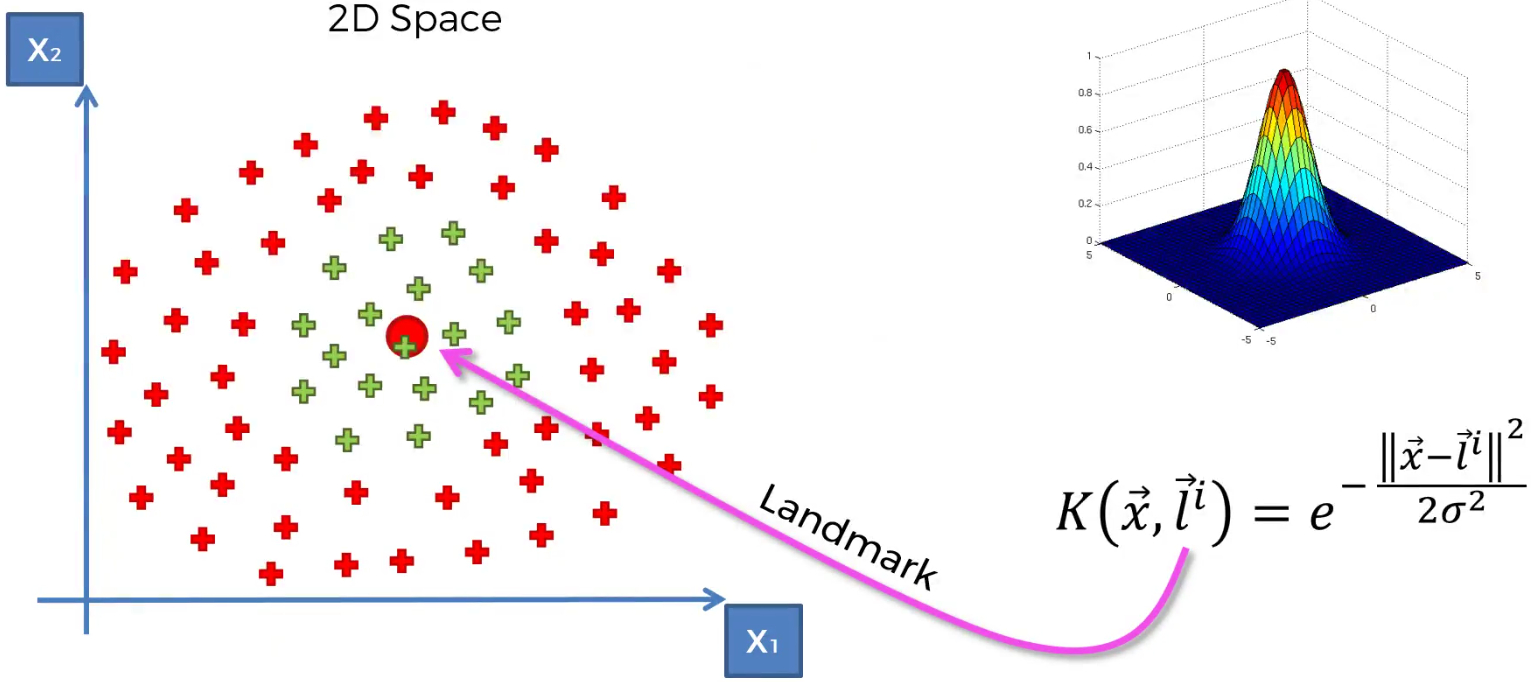 2D Space
X₂
X₁
Landmark
1
0.8
0.6
0.4
0.2
0
5
0
-5
-5
0
5
K(x⃗, l⃗ⁱ) = e^{-‖x⃗−l⃗ⁱ‖²/2σ²}